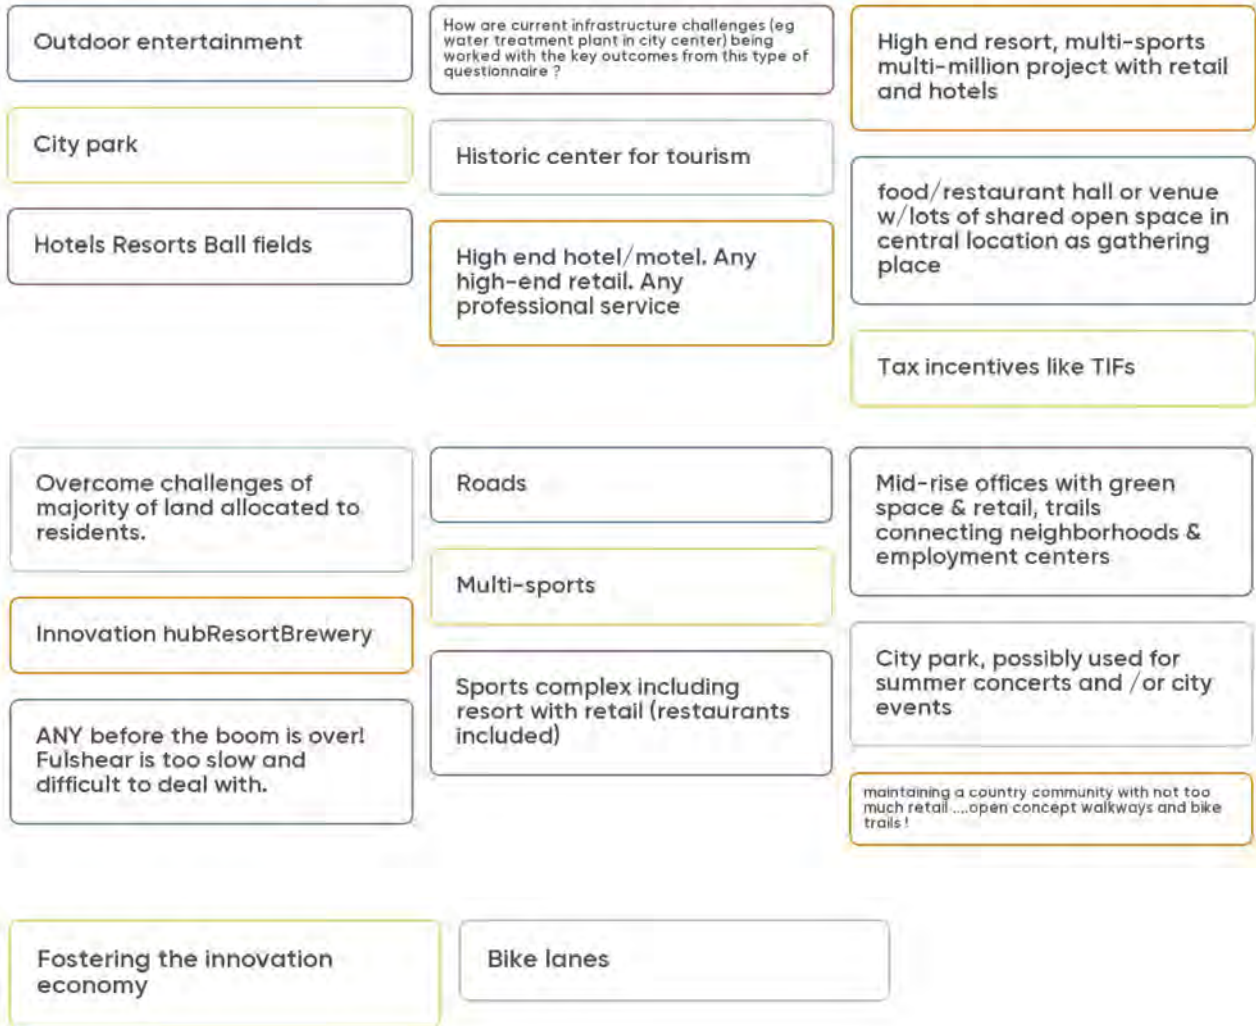 Outdoor entertainment
City park
Hotels Resorts Ball fields
How are current infrastructure challenges (eg
water treatment plant in city center) being
worked with the key outcomes from this type of
questionnaire ?
Historic center for tourism
High end hotel/motel. Any
high-end retail. Any
professional service
High end resort, multi-sports
multi-million project with retail
and hotels
food/restaurant hall or venue
w/lots of shared open space in
central location as gathering
place
Tax incentives like TIFs
Overcome challenges of
majority of land allocated to
residents.
Innovation hubResortBrewery
ANY before the boom is over!
Fulshear is too slow and
difficult to deal with.
Roads
Multi-sports
Sports complex including
resort with retail (restaurants
included)
Mid-rise offices with green
space & retail, trails
connecting neighborhoods &
employment centers
City park, possibly used for
summer concerts and /or city
events
maintaining a country community with not too
much retail ....open concept walkways and bike
trails !
Fostering the innovation
economy
Bike lanes